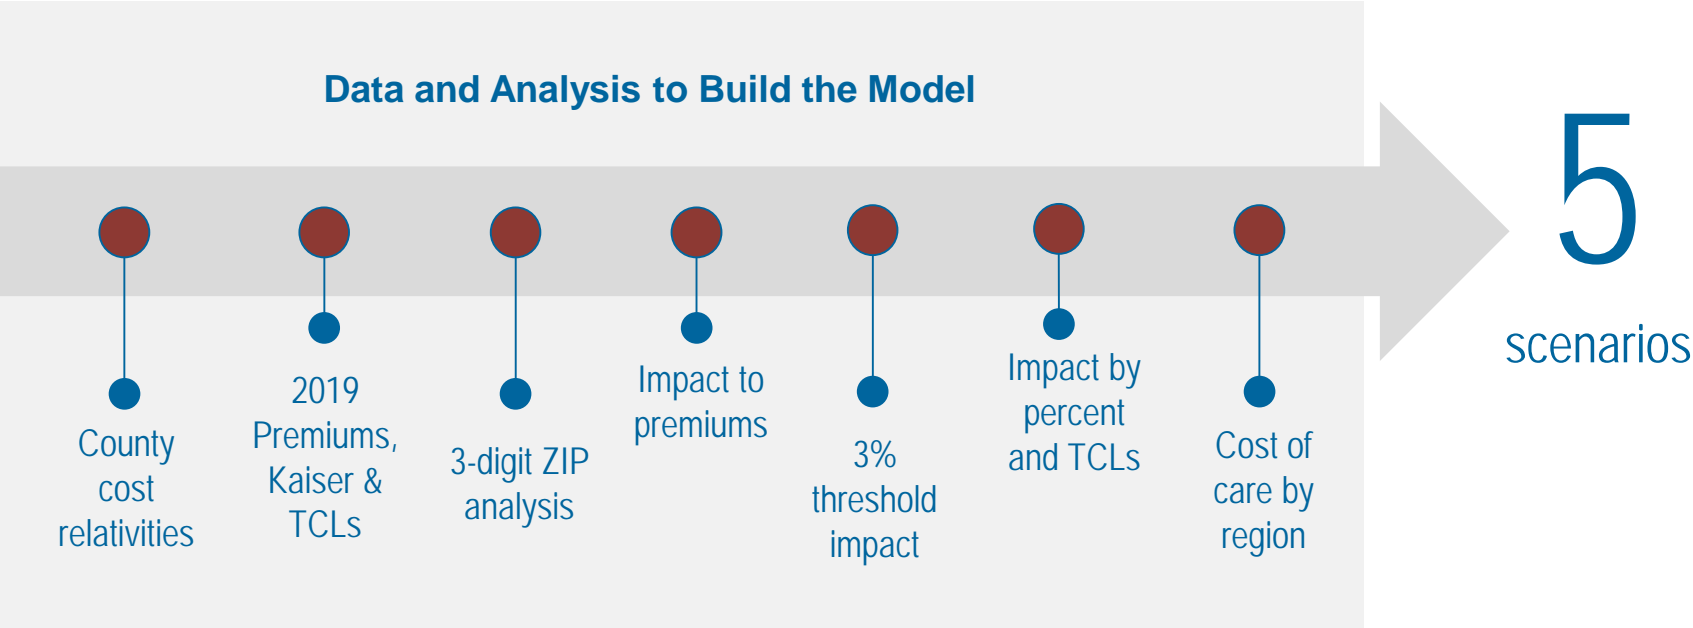 Data and Analysis to Build the Model
County
cost
relativities
2019
Premiums,
Kaiser &
TCLs
3-digit ZIP
analysis
Impact to
premiums
3%
threshold
impact
Impact by
percent
and TCLs
Cost of
care by
region
5
scenarios